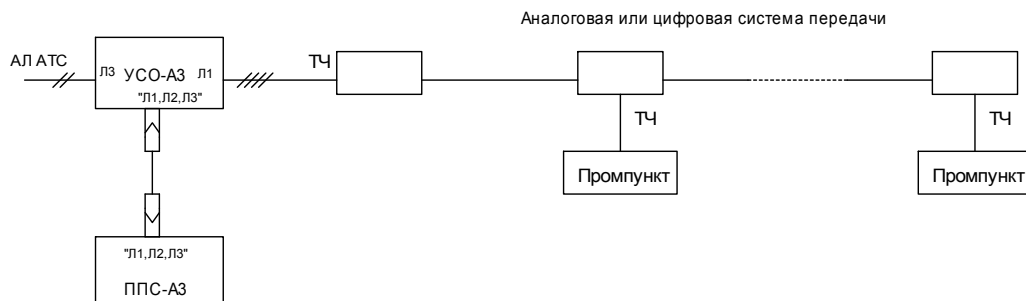 Аналоговая или цифровая система передачи
АЛ АТС
Л3 УСО-А3 Л1
"Л1,Л2,Л3"
ТЧ
ТЧ
ТЧ
Промпункт
Промпункт
"Л1,Л2,Л3"
ППС-А3